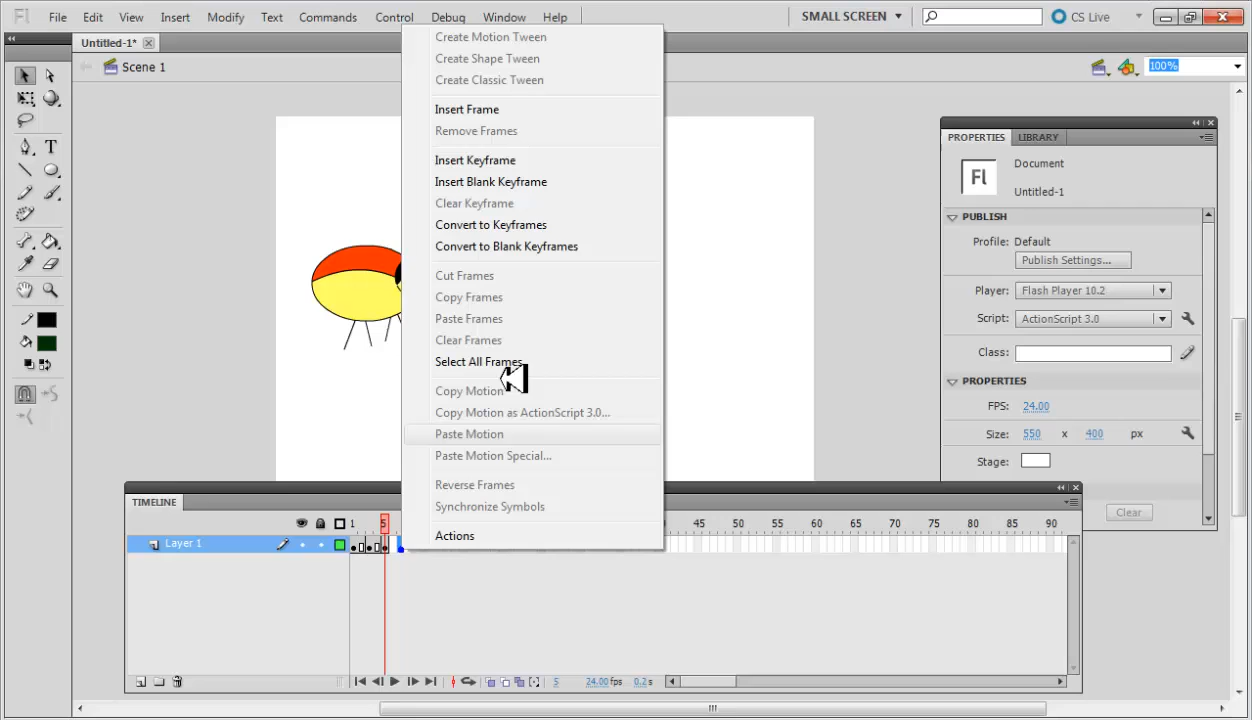 Fl File Edit View Insert Modify Text Commands Control Debug Window Help SMALL SCREEN CS Live
Untitled-1*
Scene 1
100%
Create Motion Tween
Create Shape Tween
Create Classic Tween
Insert Frame
Remove Frames
Insert Keyframe
Insert Blank Keyframe
Clear Keyframe
Convert to Keyframes
Convert to Blank Keyframes
Cut Frames
Copy Frames
Paste Frames
Clear Frames
Select All Frames
Copy Motion
Copy Motion as ActionScript 3.0...
Paste Motion
Paste Motion Special...
Reverse Frames
Synchronize Symbols
Actions
PROPERTIES LIBRARY
Fl
Document
Untitled-1
PUBLISH
Profile: Default
Publish Settings...
Player: Flash Player 10.2
Script: ActionScript 3.0
Class:
PROPERTIES
FPS: 24.00
Size: 550 x 400 px
Stage:
Clear
TIMELINE
1 5 45 50 55 60 65 70 75 80 85 90
Layer 1
5 24.00 fps 0.2 s